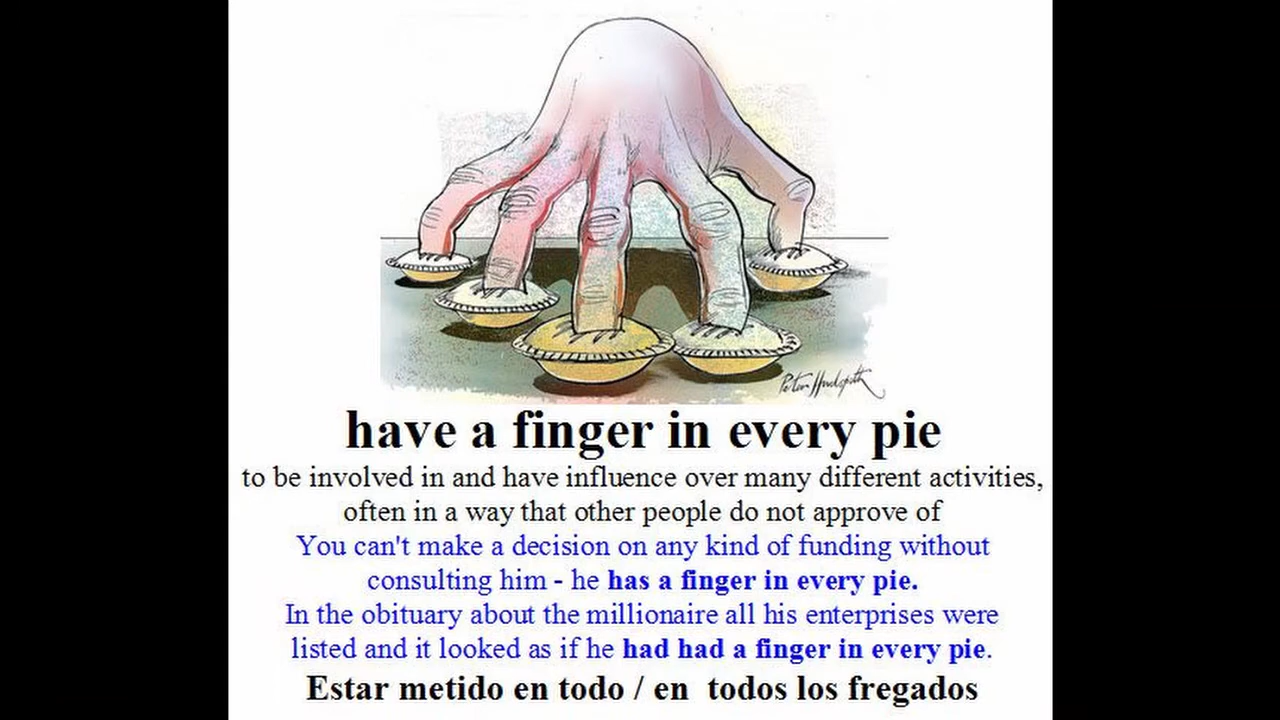 have a finger in every pie
to be involved in and have influence over many different activities,
often in a way that other people do not approve of
You can't make a decision on any kind of funding without
consulting him - he has a finger in every pie.
In the obituary about the millionaire all his enterprises were
listed and it looked as if he had had a finger in every pie.
Estar metido en todo / en  todos los fregados